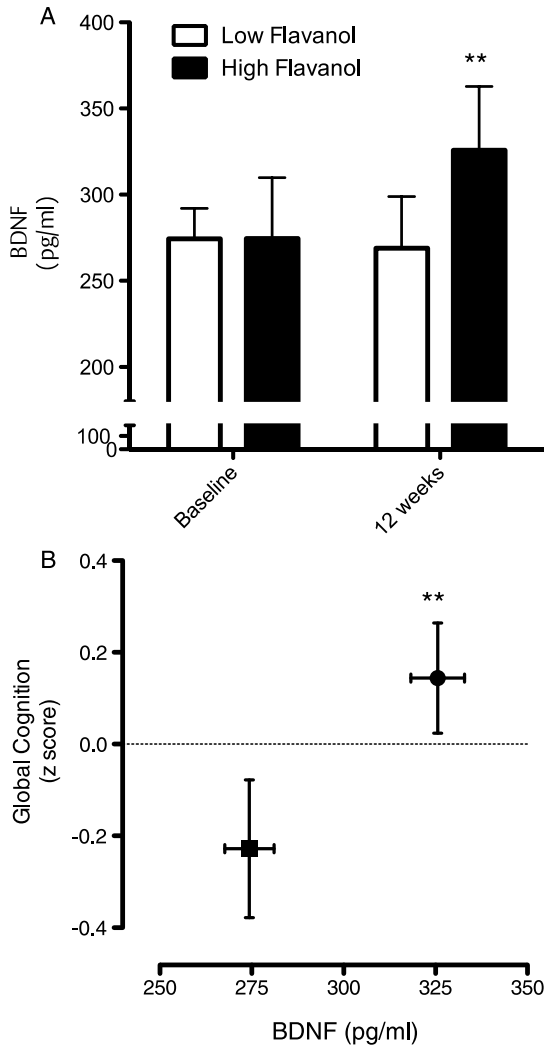 A
400
350
300
250
200
100
0
BDNF
(pg/ml)
Low Flavanol
High Flavanol
**
Baseline
12 weeks
B
0.4
0.2
0.0
-0.2
-0.4
Global Cognition
(z score)
**
250 275 300 325 350
BDNF (pg/ml)